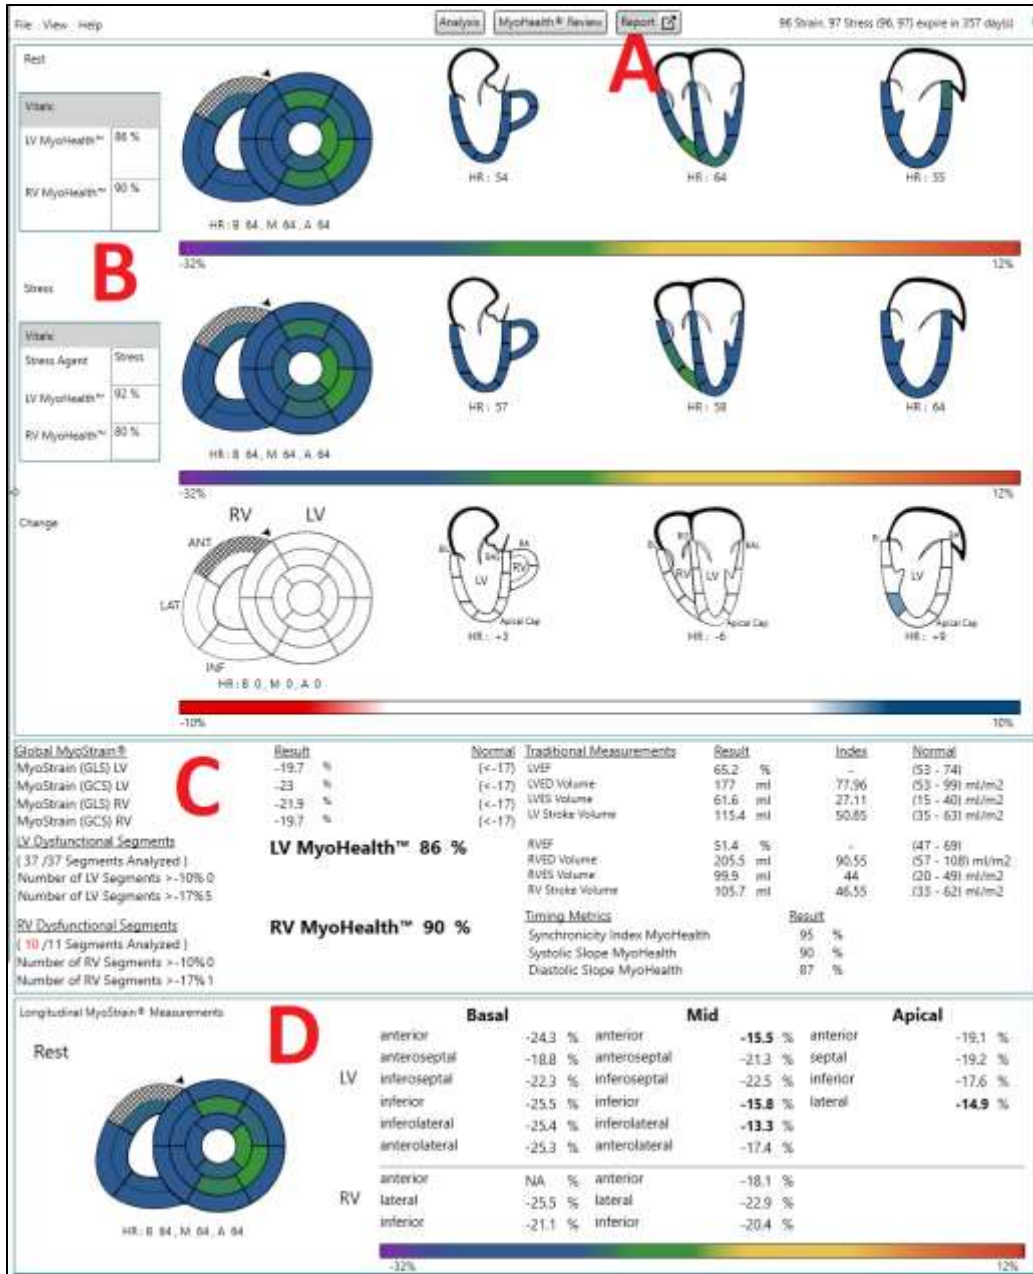 File View Help Analysis MyoHealth® Review Report 96 Strain, 97 Stress (96, 97) expire in 357 day(s)
A
Rest
Vitals:
LV MyoHealth™ 86 %
RV MyoHealth™ 90 %
HR : B 64 , M 64 , A 64
HR : 54
HR : 64
HR : 55
-32% 12%
B
Stress
Vitals:
Stress Agent Stress
LV MyoHealth™ 92 %
RV MyoHealth™ 80 %
HR : B 64 , M 64 , A 64
HR : 57
HR : 58
HR : 64
-32% 12%
Change
RV LV
ANT
LAT
INF
HR : B 0 , M 0 , A 0
BA
RV
LV
Apical Cap
HR : +3
BAL
RV LV
Apical Cap
HR : -6
LV
Apical Cap
HR : +9
-10% 10%
C
Global MyoStrain® Result Normal
MyoStrain (GLS) LV -19.7 % (<-17)
MyoStrain (GCS) LV -23 % (<-17)
MyoStrain (GLS) RV -21.9 % (<-17)
MyoStrain (GCS) RV -19.7 % (<-17)
LV Dysfunctional Segments
( 37 /37 Segments Analyzed )
Number of LV Segments >-10% 0
Number of LV Segments >-17% 5
LV MyoHealth™ 86 %
RV Dysfunctional Segments
( 10 /11 Segments Analyzed )
Number of RV Segments >-10% 0
Number of RV Segments >-17% 1
RV MyoHealth™ 90 %
Traditional Measurements Result Index Normal
LVEF 65.2 % - (53 - 74)
LVED Volume 177 ml 77.96 (53 - 99) ml/m2
LVES Volume 61.6 ml 27.11 (15 - 40) ml/m2
LV Stroke Volume 115.4 ml 50.85 (35 - 63) ml/m2
RVEF 51.4 % - (47 - 69)
RVED Volume 205.5 ml 90.55 (57 - 108) ml/m2
RVES Volume 99.9 ml 44 (20 - 49) ml/m2
RV Stroke Volume 105.7 ml 46.55 (33 - 62) ml/m2
Timing Metrics Result
Synchronicity Index MyoHealth 95 %
Systolic Slope MyoHealth 90 %
Diastolic Slope MyoHealth 87 %
D
Longitudinal MyoStrain® Measurements
Rest
HR : B 64 , M 64 , A 64
Basal Mid Apical
LV
anterior -24.3 % anterior -15.5 % anterior -19.1 %
anteroseptal -18.8 % anteroseptal -21.3 % septal -19.2 %
inferoseptal -22.3 % inferoseptal -22.5 % inferior -17.6 %
inferior -25.5 % inferior -15.8 % lateral -14.9 %
inferolateral -25.4 % inferolateral -13.3 %
anterolateral -25.3 % anterolateral -17.4 %
RV
anterior NA % anterior -18.1 %
lateral -25.5 % lateral -22.9 %
inferior -21.1 % inferior -20.4 %
-32% 12%